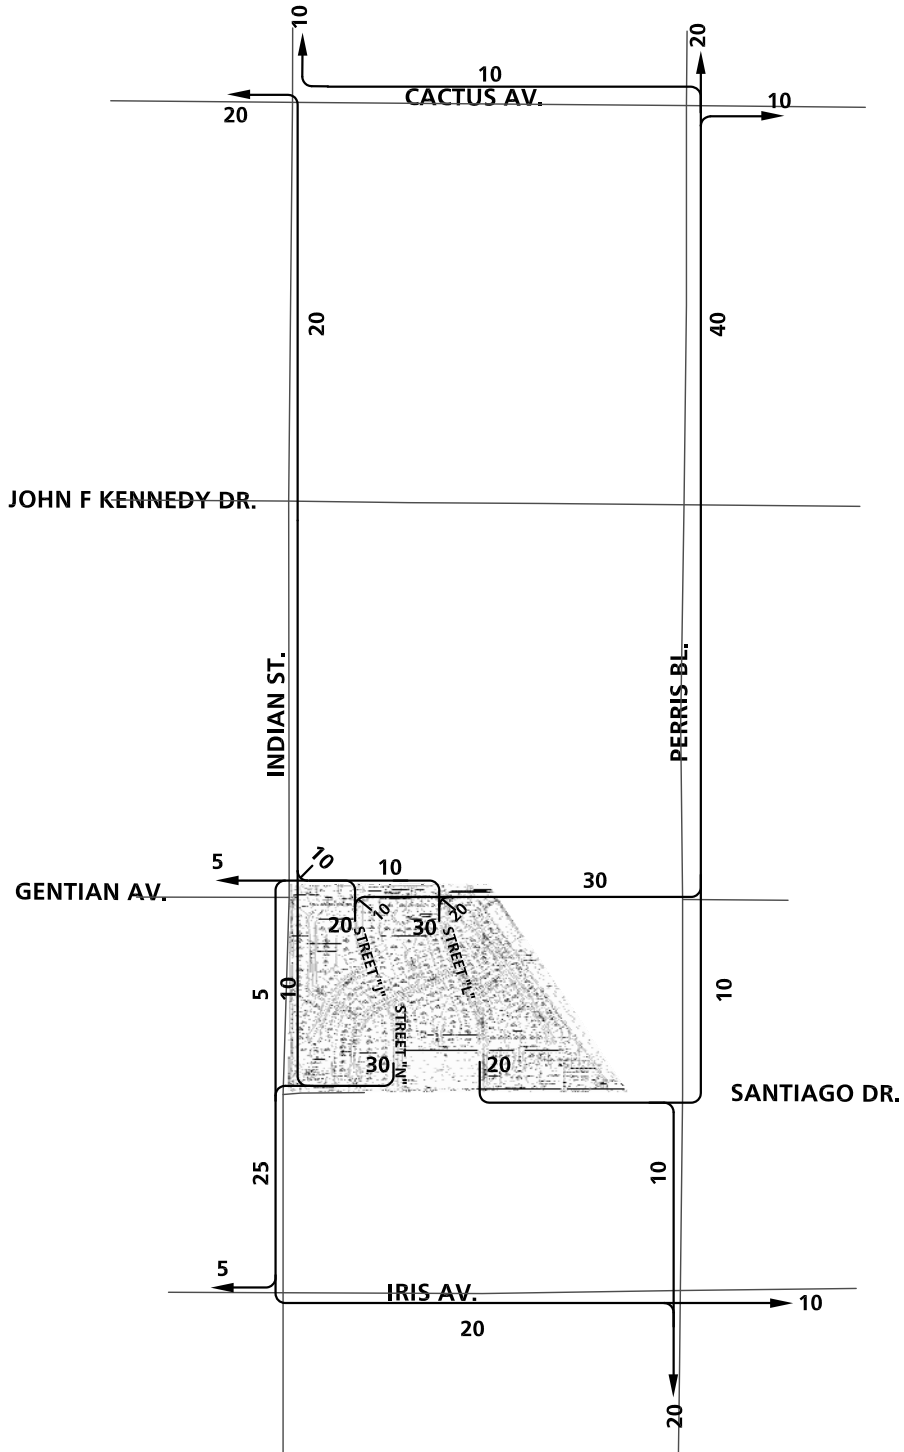 10
20
10
CACTUS AV.
10
20
20
40
JOHN F KENNEDY DR.
INDIAN ST.
PERRIS BL.
5
10
10
30
GENTIAN AV.
20
10
30
20
STREET "J"
STREET "L"
5
10
10
STREET "N"
30
20
SANTIAGO DR.
25
10
5
IRIS AV.
10
20
20